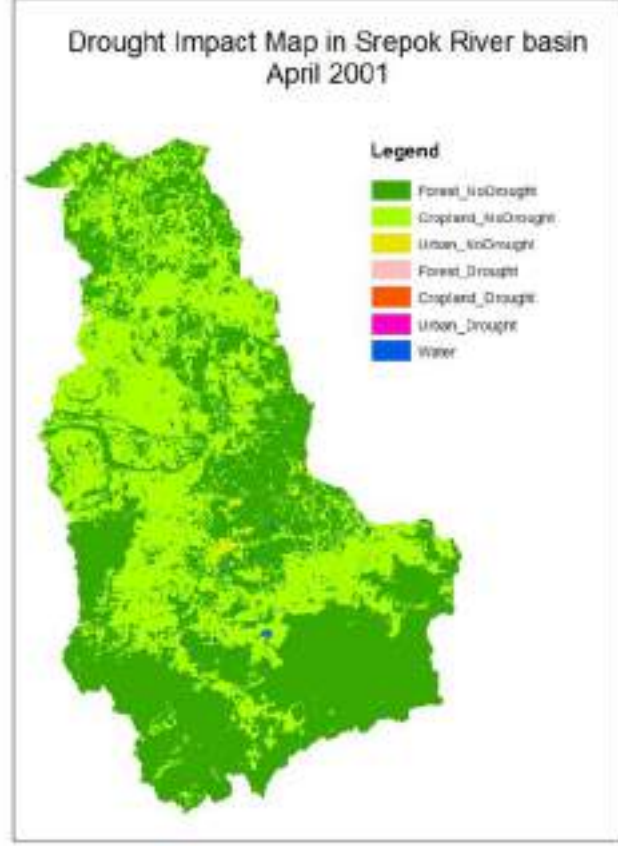 Drought Impact Map in Srepok River basin
April 2001
Legend
Forest_NoDrought
Cropland_NoDrought
Urban_NoDrought
Forest_Drought
Cropland_Drought
Urban_Drought
Water